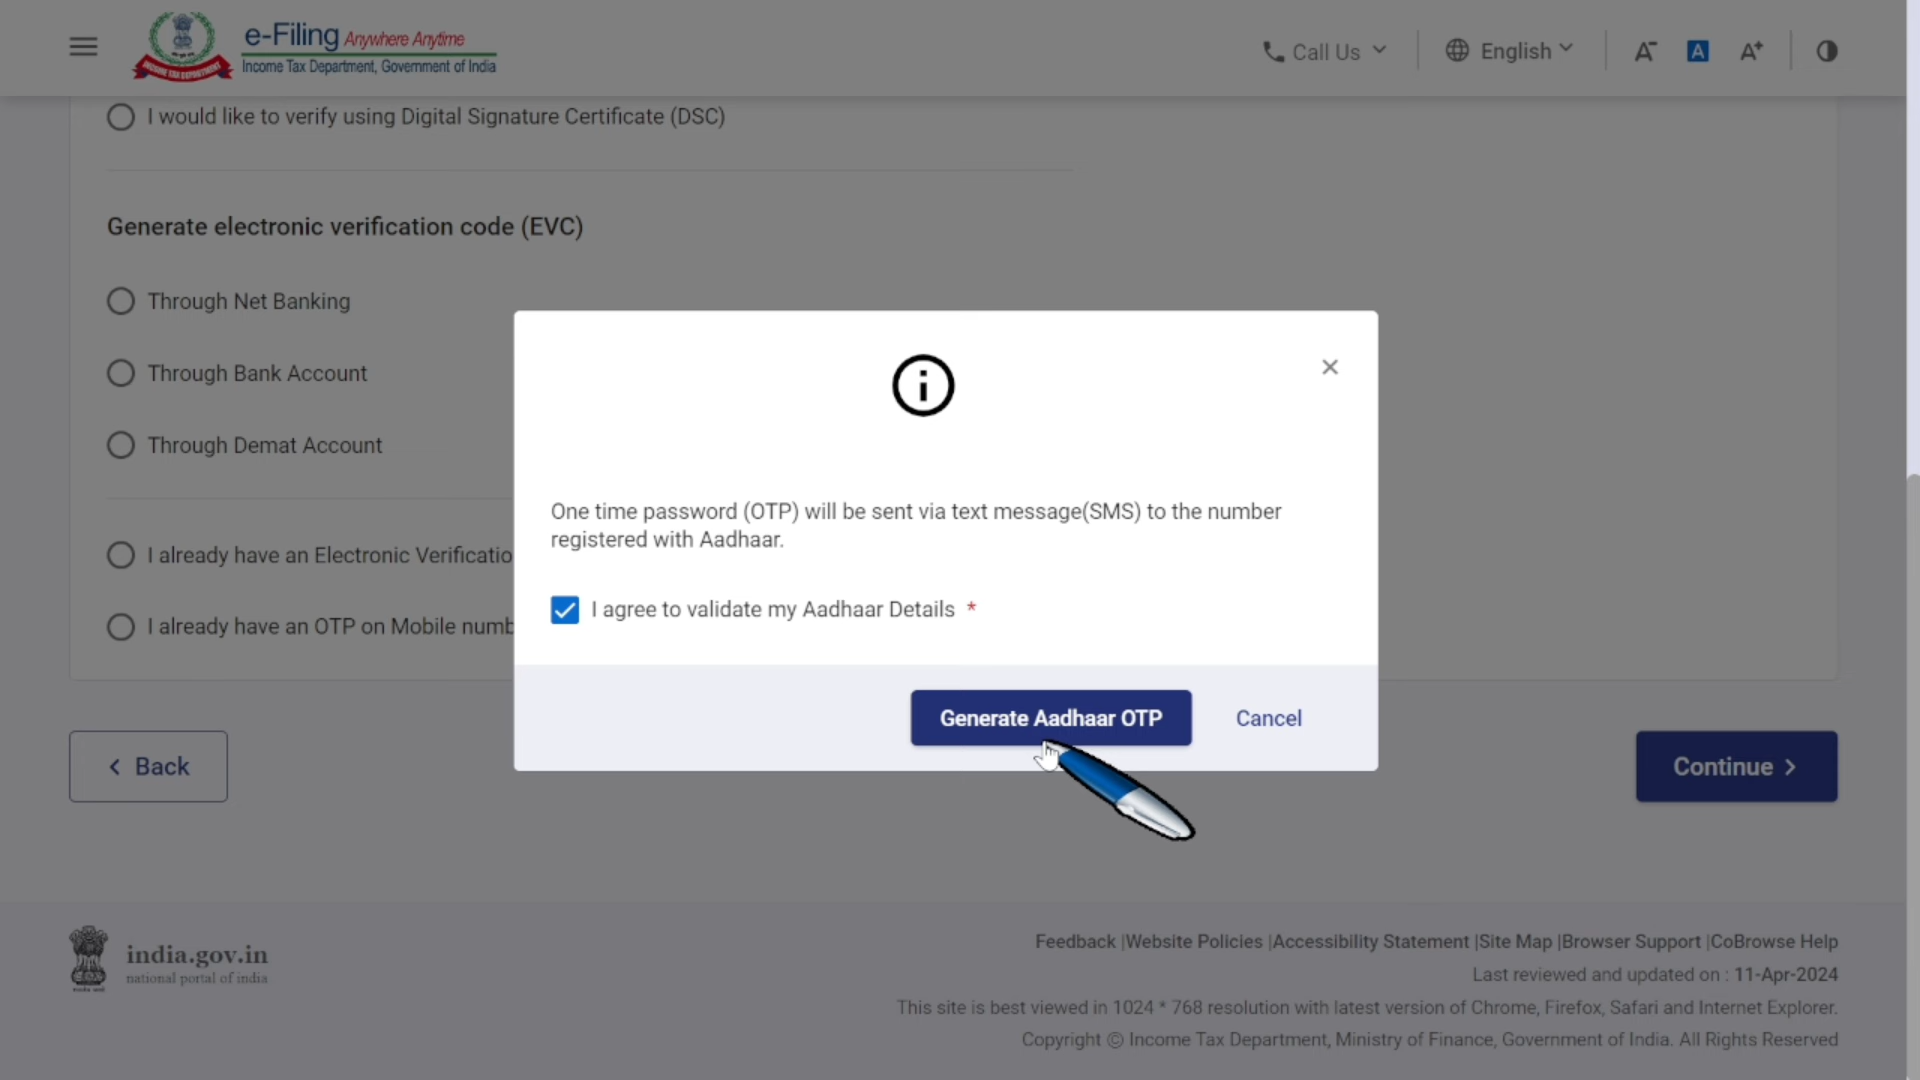 e-Filing Anywhere Anytime
Income Tax Department, Government of India
INCOME TAX DEPARTMENT
Call Us
English
A-
A
A+
I would like to verify using Digital Signature Certificate (DSC)
Generate electronic verification code (EVC)
Through Net Banking
Through Bank Account
Through Demat Account
I already have an Electronic Verificatio
I already have an OTP on Mobile numb
i
One time password (OTP) will be sent via text message(SMS) to the number
registered with Aadhaar.
I agree to validate my Aadhaar Details *
Generate Aadhaar OTP
Cancel
Back
Continue
india.gov.in
national portal of india
Feedback |Website Policies |Accessibility Statement |Site Map |Browser Support |CoBrowse Help
Last reviewed and updated on : 11-Apr-2024
This site is best viewed in 1024 * 768 resolution with latest version of Chrome, Firefox, Safari and Internet Explorer.
Copyright © Income Tax Department, Ministry of Finance, Government of India. All Rights Reserved